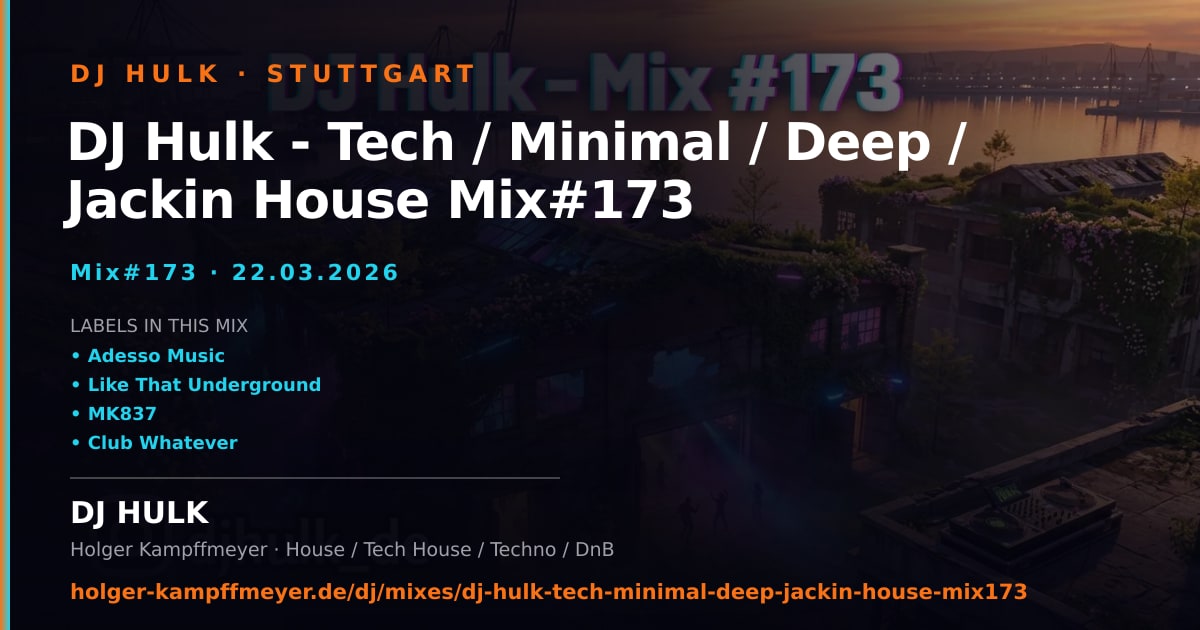 DJ HULK · STUTTGART
DJ Hulk - Mix #173
DJ Hulk - Tech / Minimal / Deep /
Jackin House Mix#173
Mix#173 · 22.03.2026
LABELS IN THIS MIX
• Adesso Music
• Like That Underground
• MK837
• Club Whatever
DJ HULK
djhulk_de
Holger Kampffmeyer · House / Tech House / Techno / DnB
holger-kampffmeyer.de/dj/mixes/dj-hulk-tech-minimal-deep-jackin-house-mix173